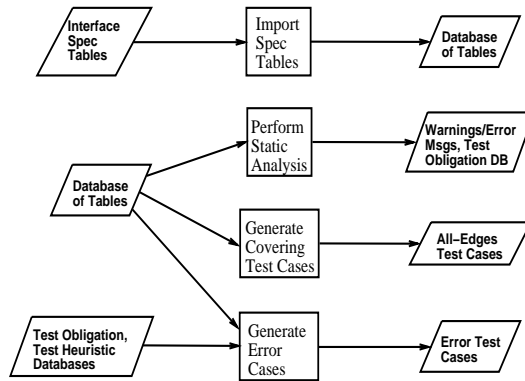 Interface
Spec
Tables
Import
Spec
Tables
Database
of Tables
Perform
Static
Analysis
Warnings/Error
Msgs, Test
Obligation DB
Database
of Tables
Generate
Covering
Test Cases
All–Edges
Test Cases
Test Obligation,
Test Heuristic
Databases
Generate
Error
Cases
Error Test
Cases